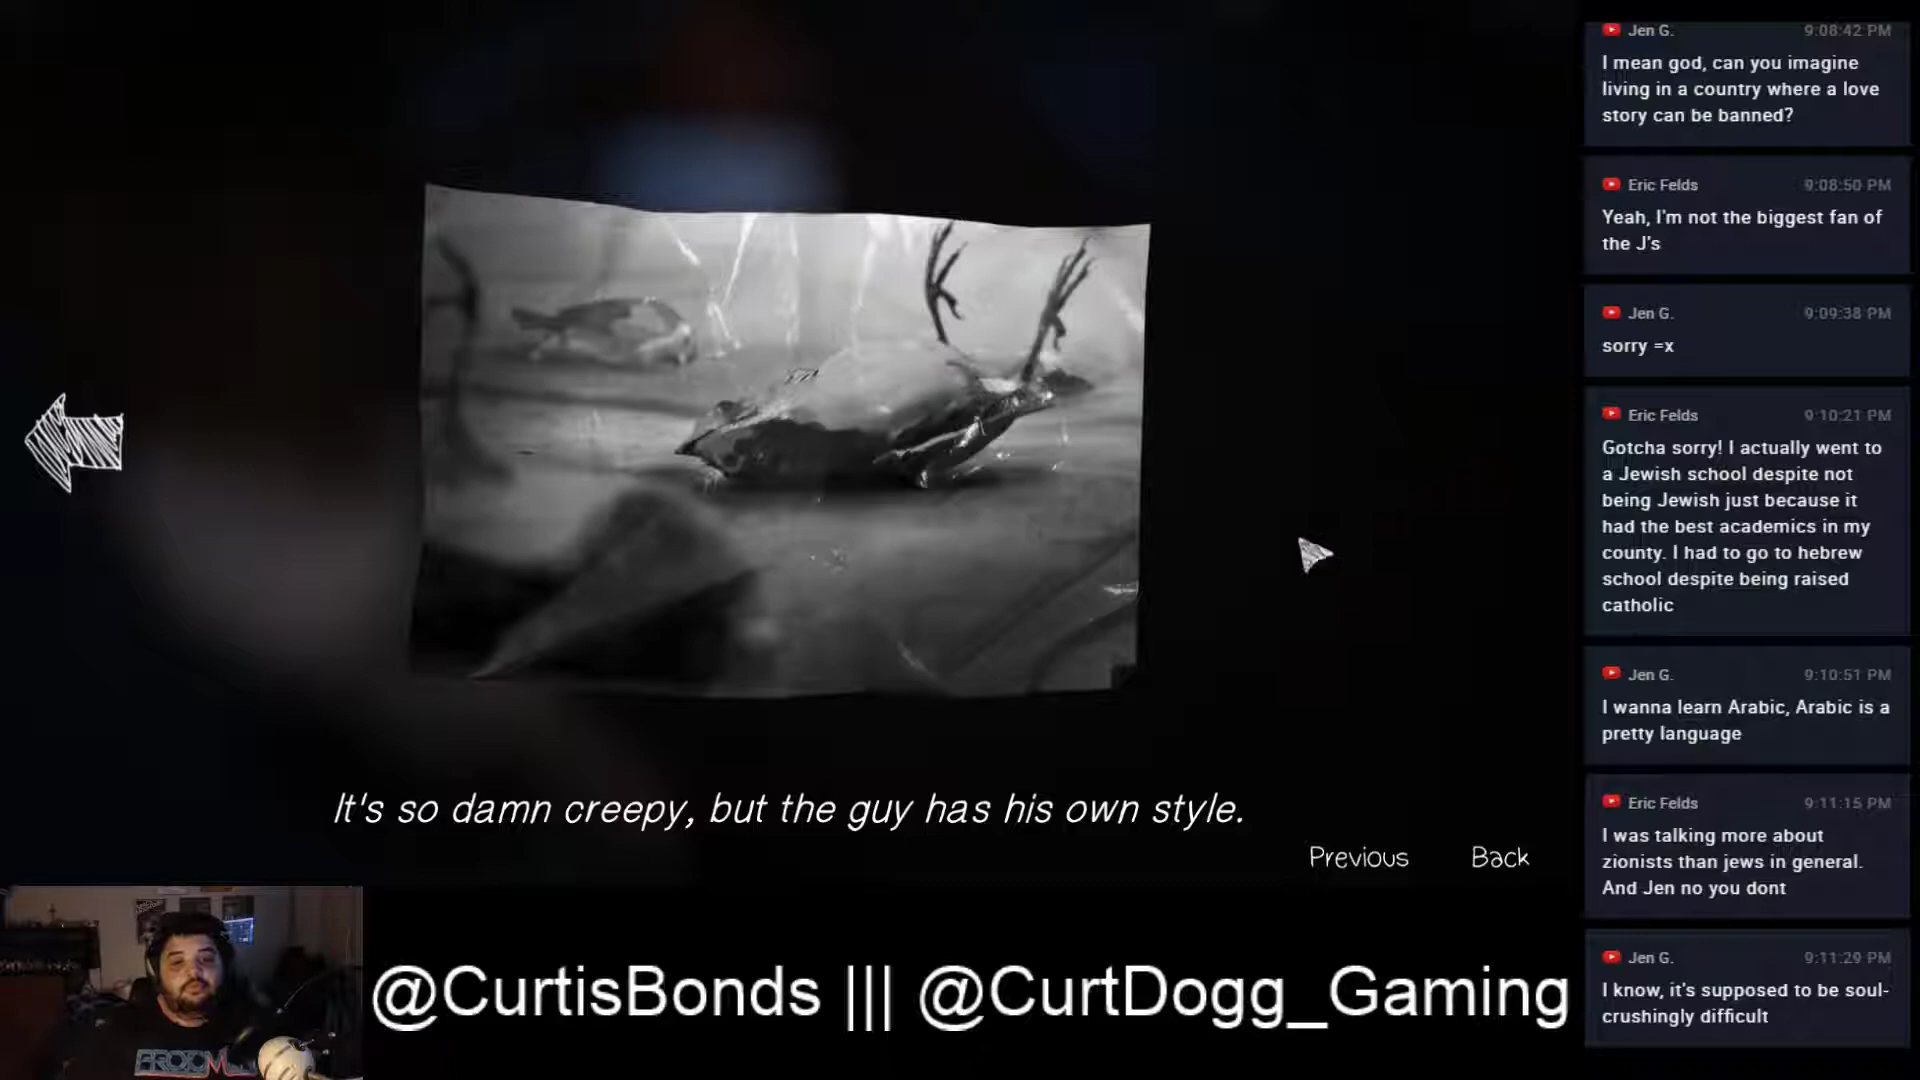 Jen G. 9:08:42 PM
I mean god, can you imagine
living in a country where a love
story can be banned?
Eric Felds 9:08:50 PM
Yeah, I'm not the biggest fan of
the J's
Jen G. 9:09:38 PM
sorry =x
Eric Felds 9:10:21 PM
Gotcha sorry! I actually went to
a Jewish school despite not
being Jewish just because it
had the best academics in my
county. I had to go to hebrew
school despite being raised
catholic
Jen G. 9:10:51 PM
I wanna learn Arabic, Arabic is a
pretty language
Eric Felds 9:11:15 PM
I was talking more about
zionists than jews in general.
And Jen no you dont
Jen G. 9:11:29 PM
I know, it's supposed to be soul-
crushingly difficult
It's so damn creepy, but the guy has his own style.
Previous Back
@CurtisBonds ||| @CurtDogg_Gaming